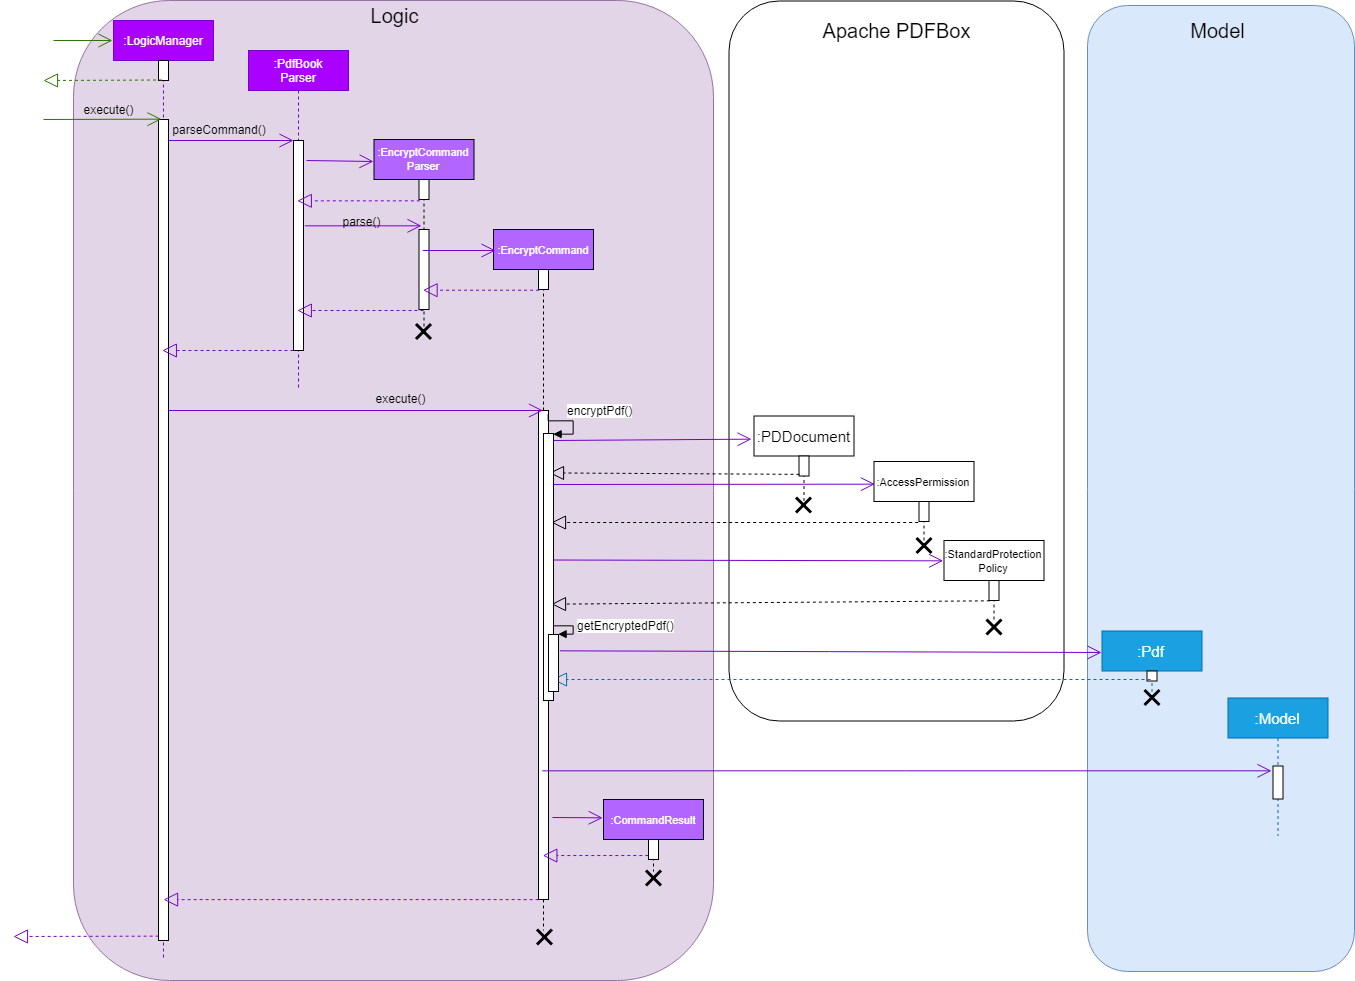 Logic
Apache PDFBox
Model
:LogicManager
:PdfBook
Parser
execute()
parseCommand()
:EncryptCommand
Parser
parse()
:EncryptCommand
execute()
encryptPdf()
:PDDocument
:AccessPermission
:StandardProtection
Policy
getEncryptedPdf()
:Pdf
:Model
:CommandResult